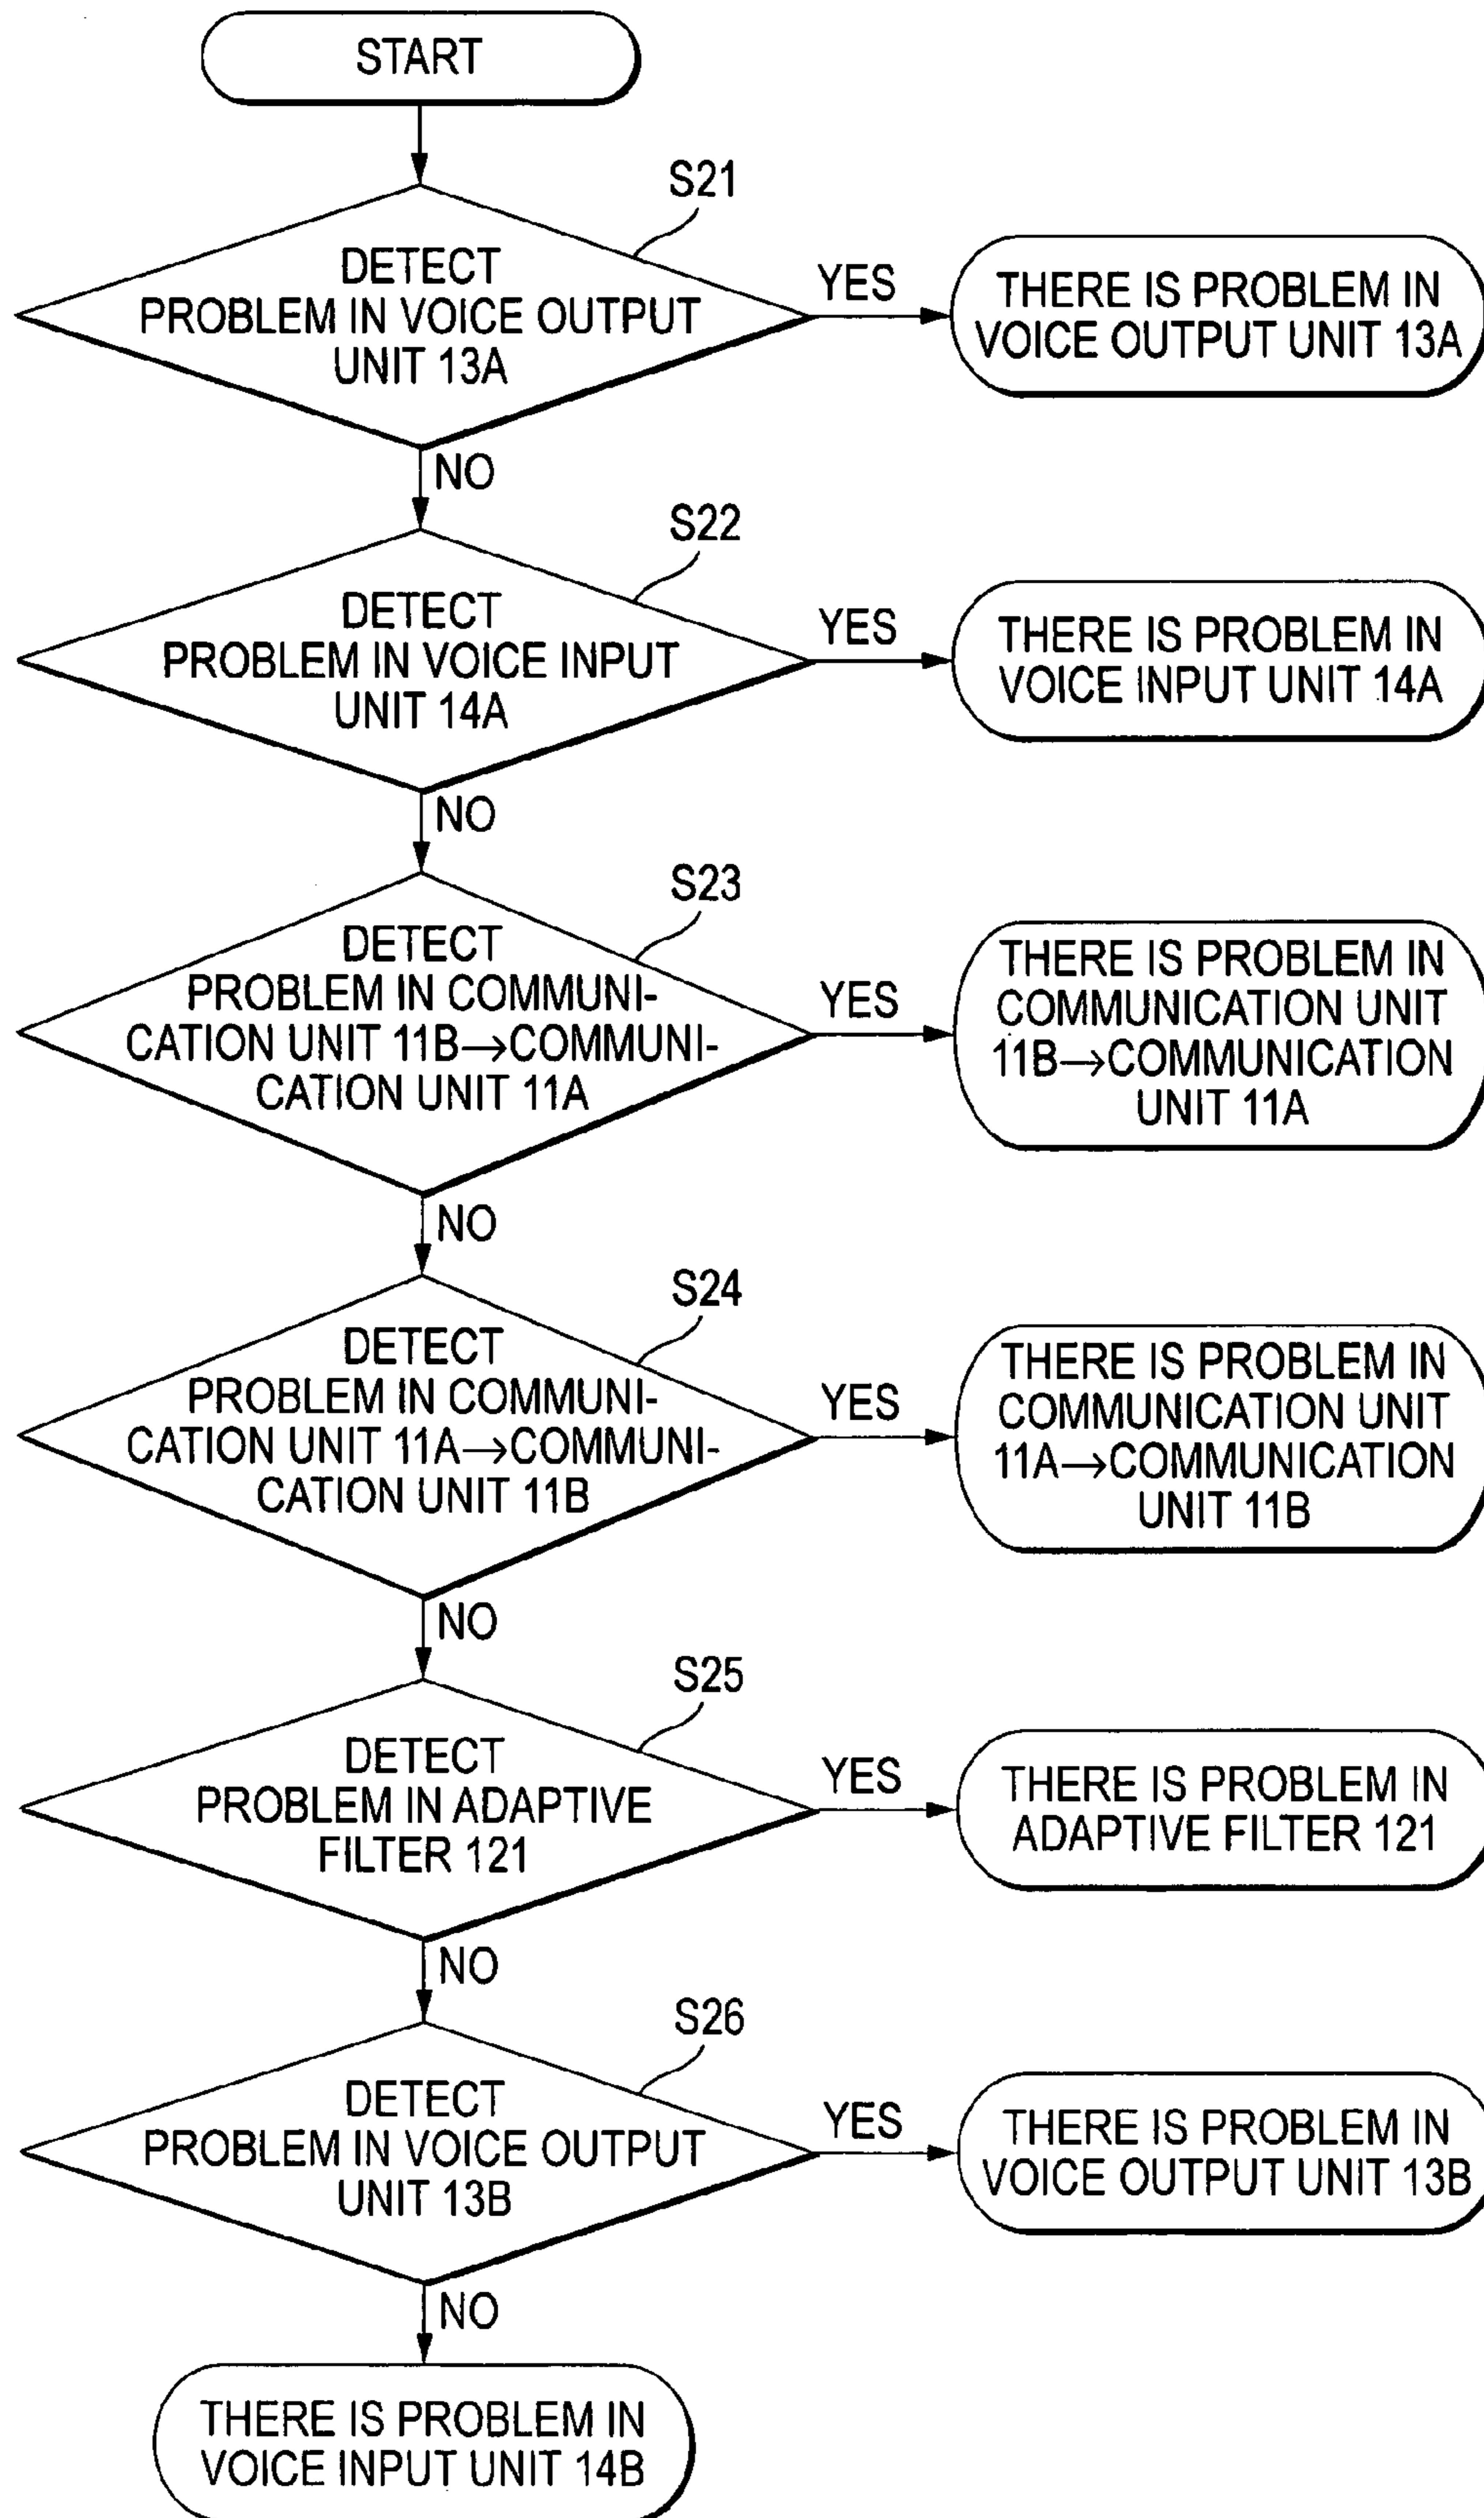 START
S21
DETECT
PROBLEM IN VOICE OUTPUT
UNIT 13A
YES
THERE IS PROBLEM IN
VOICE OUTPUT UNIT 13A
NO
S22
DETECT
PROBLEM IN VOICE INPUT
UNIT 14A
YES
THERE IS PROBLEM IN
VOICE INPUT UNIT 14A
NO
S23
DETECT
PROBLEM IN COMMUNI-
CATION UNIT 11B→COMMUNI-
CATION UNIT 11A
YES
THERE IS PROBLEM IN
COMMUNICATION UNIT
11B→COMMUNICATION
UNIT 11A
NO
S24
DETECT
PROBLEM IN COMMUNI-
CATION UNIT 11A→COMMUNI-
CATION UNIT 11B
YES
THERE IS PROBLEM IN
COMMUNICATION UNIT
11A→COMMUNICATION
UNIT 11B
NO
S25
DETECT
PROBLEM IN ADAPTIVE
FILTER 121
YES
THERE IS PROBLEM IN
ADAPTIVE FILTER 121
NO
S26
DETECT
PROBLEM IN VOICE OUTPUT
UNIT 13B
YES
THERE IS PROBLEM IN
VOICE OUTPUT UNIT 13B
NO
THERE IS PROBLEM IN
VOICE INPUT UNIT 14B